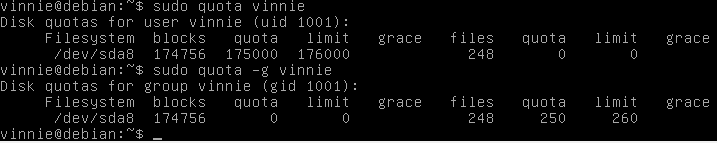 vinnie@debian:~$ sudo quota vinnie
Disk quotas for user vinnie (uid 1001):
     Filesystem  blocks   quota   limit   grace   files   quota   limit   grace
      /dev/sda8  174756  175000  176000             248       0       0
vinnie@debian:~$ sudo quota -g vinnie
Disk quotas for group vinnie (gid 1001):
     Filesystem  blocks   quota   limit   grace   files   quota   limit   grace
      /dev/sda8  174756       0       0             248     250     260
vinnie@debian:~$ _